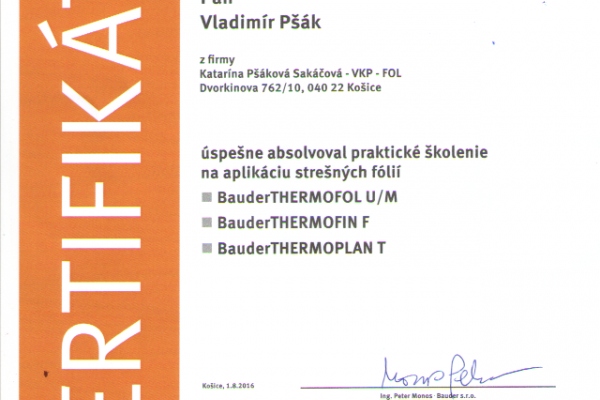 Pán
Vladimír Pšák
z firmy
Katarína Pšáková Sakáčová - VKP - FOL
Dvorkinova 762/10, 040 22 Košice
úspešne absolvoval praktické školenie
na aplikáciu strešných fólií
BauderTHERMOFOL U/M
BauderTHERMOFIN F
BauderTHERMOPLAN T
Košice, 1.8.2016
Ing. Peter Monos · Bauder s.r.o.
ERTIFIKÁT